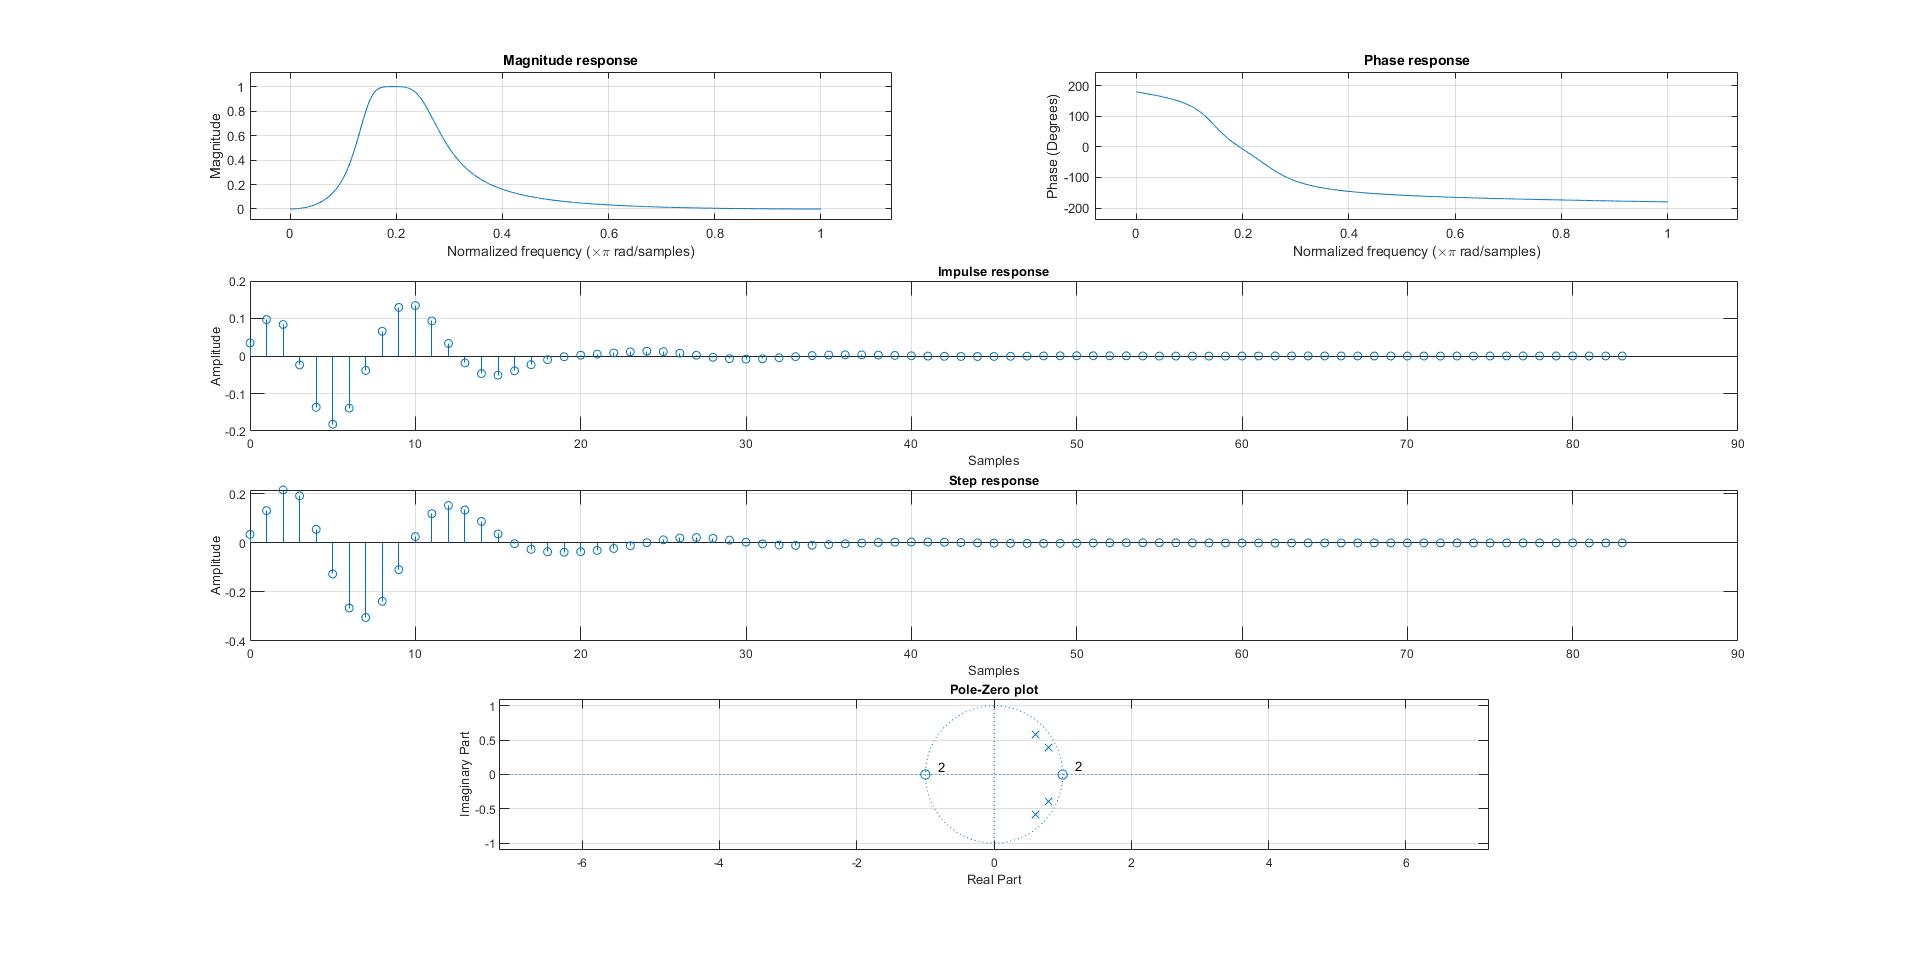 Magnitude response
Magnitude
1
0.8
0.6
0.4
0.2
0
0 0.2 0.4 0.6 0.8 1
Normalized frequency (×π rad/samples)
Phase response
Phase (Degrees)
200
100
0
-100
-200
0 0.2 0.4 0.6 0.8 1
Normalized frequency (×π rad/samples)
Impulse response
Amplitude
0.2
0.1
0
-0.1
-0.2
0 10 20 30 40 50 60 70 80 90
Samples
Step response
Amplitude
0.2
0
-0.2
-0.4
0 10 20 30 40 50 60 70 80 90
Samples
Pole-Zero plot
Imaginary Part
1
0.5
0
-0.5
-1
2 2
-6 -4 -2 0 2 4 6
Real Part